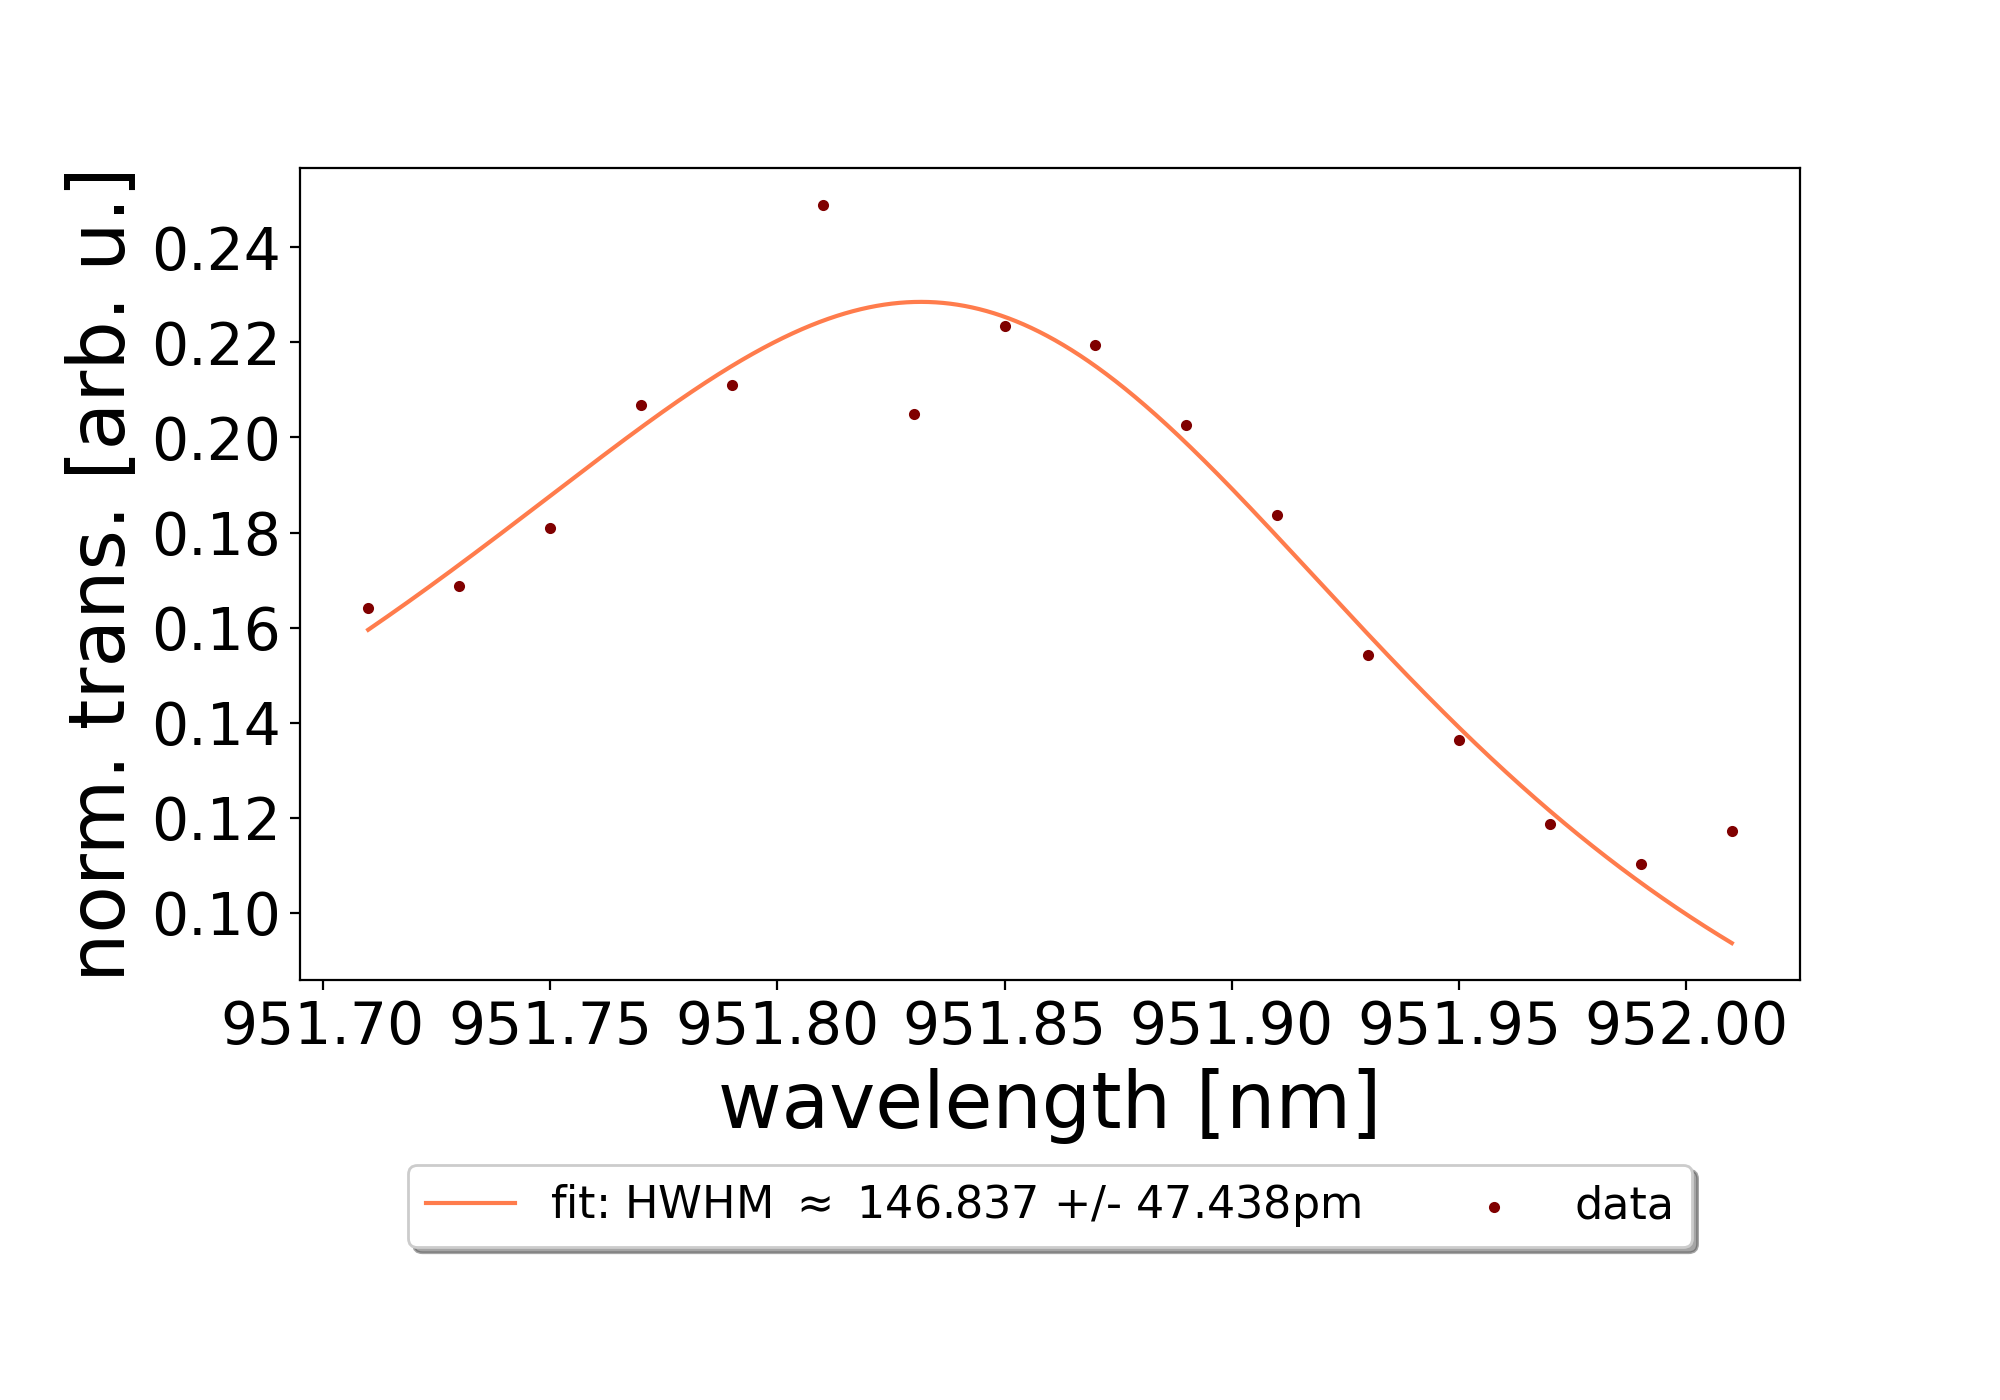 norm. trans. [arb. u.]
0.24
0.22
0.20
0.18
0.16
0.14
0.12
0.10
951.70 951.75 951.80 951.85 951.90 951.95 952.00
wavelength [nm]
fit: HWHM ≈ 146.837 +/- 47.438pm data